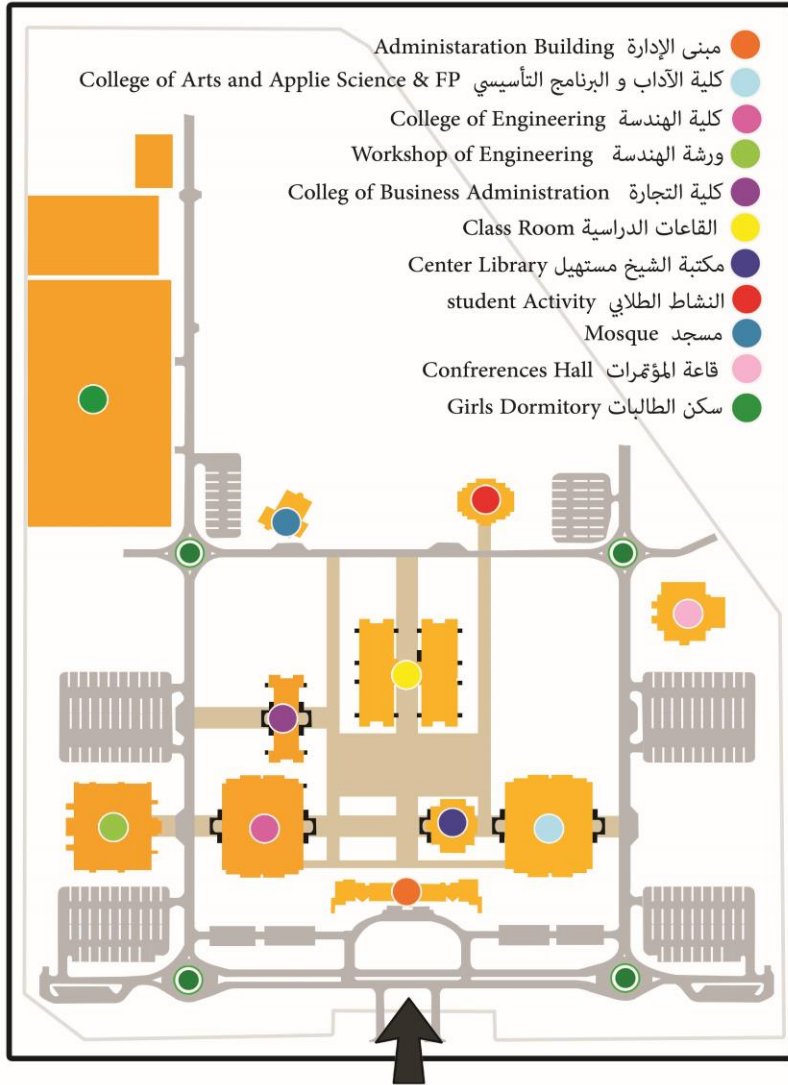 مبنى الإدارة Administaration Building
كلية الآداب و البرنامج التأسيسي College of Arts and Applie Science & FP
كلية الهندسة College of Engineering
ورشة الهندسة Workshop of Engineering
كلية التجارة Colleg of Business Administration
القاعات الدراسية Class Room
مكتبة الشيخ مستهيل Center Library
النشاط الطلابي student Activity
مسجد Mosque
قاعة المؤتمرات Confrerences Hall
سكن الطالبات Girls Dormitory